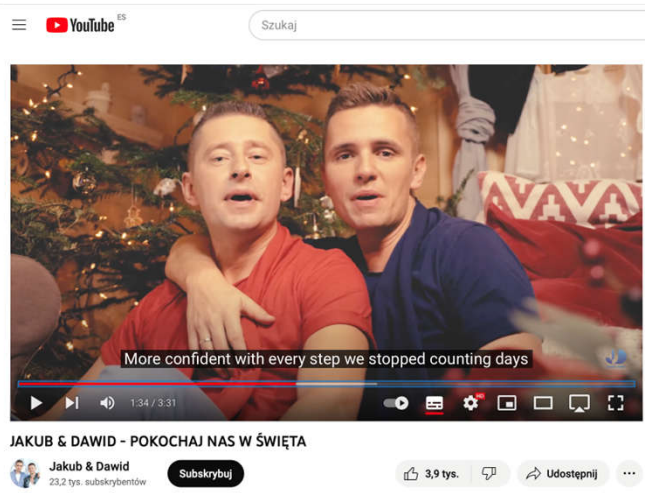 YouTube ES
Szukaj
More confident with every step we stopped counting days
HD
1:34 / 3:31
JAKUB & DAWID - POKOCHAJ NAS W ŚWIĘTA
Jakub & Dawid
23,2 tys. subskrybentów
Subskrybuj
3,9 tys.
Udostępnij